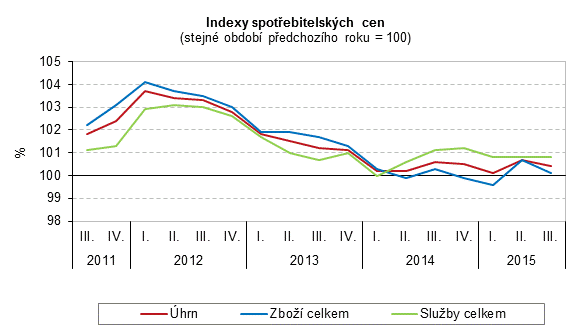 Indexy spotřebitelských cen
(stejné období předchozího roku = 100)
105
104
103
102
101
100
99
98
%
III. IV. I. II. III. IV. I. II. III. IV. I. II. III. IV. I. II. III.
2011 2012 2013 2014 2015
Úhrn Zboží celkem Služby celkem